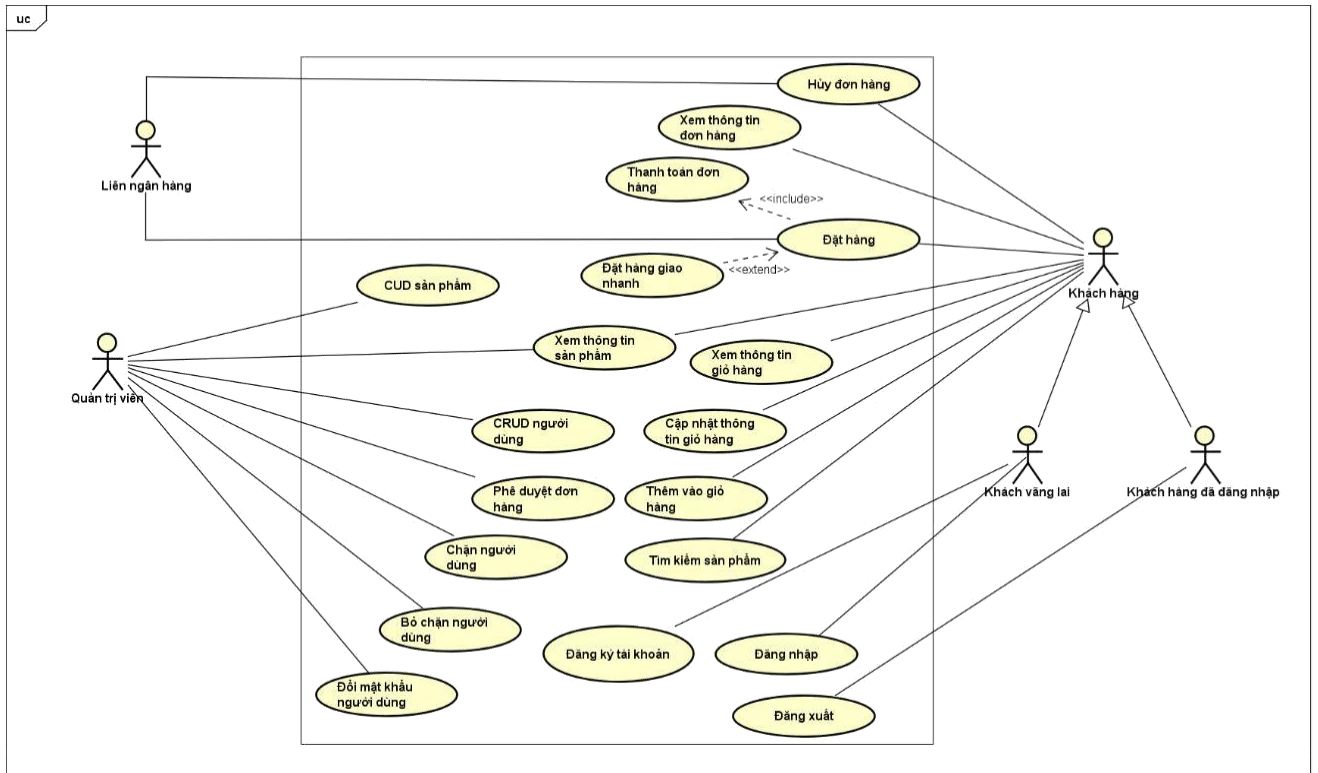 uc
Hủy đơn hàng
Xem thông tin
đơn hàng
Thanh toán đơn
hàng
<<include>>
Liên ngân hàng
Đặt hàng
Đặt hàng giao
nhanh
<<extend>>
CUD sản phẩm
Khách hàng
Xem thông tin
sản phẩm
Xem thông tin
giỏ hàng
Quản trị viên
CRUD người
dùng
Cập nhật thông
tin giỏ hàng
Phê duyệt đơn
hàng
Thêm vào giỏ
hàng
Khách vãng lai
Khách hàng đã đăng nhập
Chặn người
dùng
Tìm kiếm sản phẩm
Bỏ chặn người
dùng
Đăng ký tài khoản
Đăng nhập
Đổi mật khẩu
người dùng
Đăng xuất